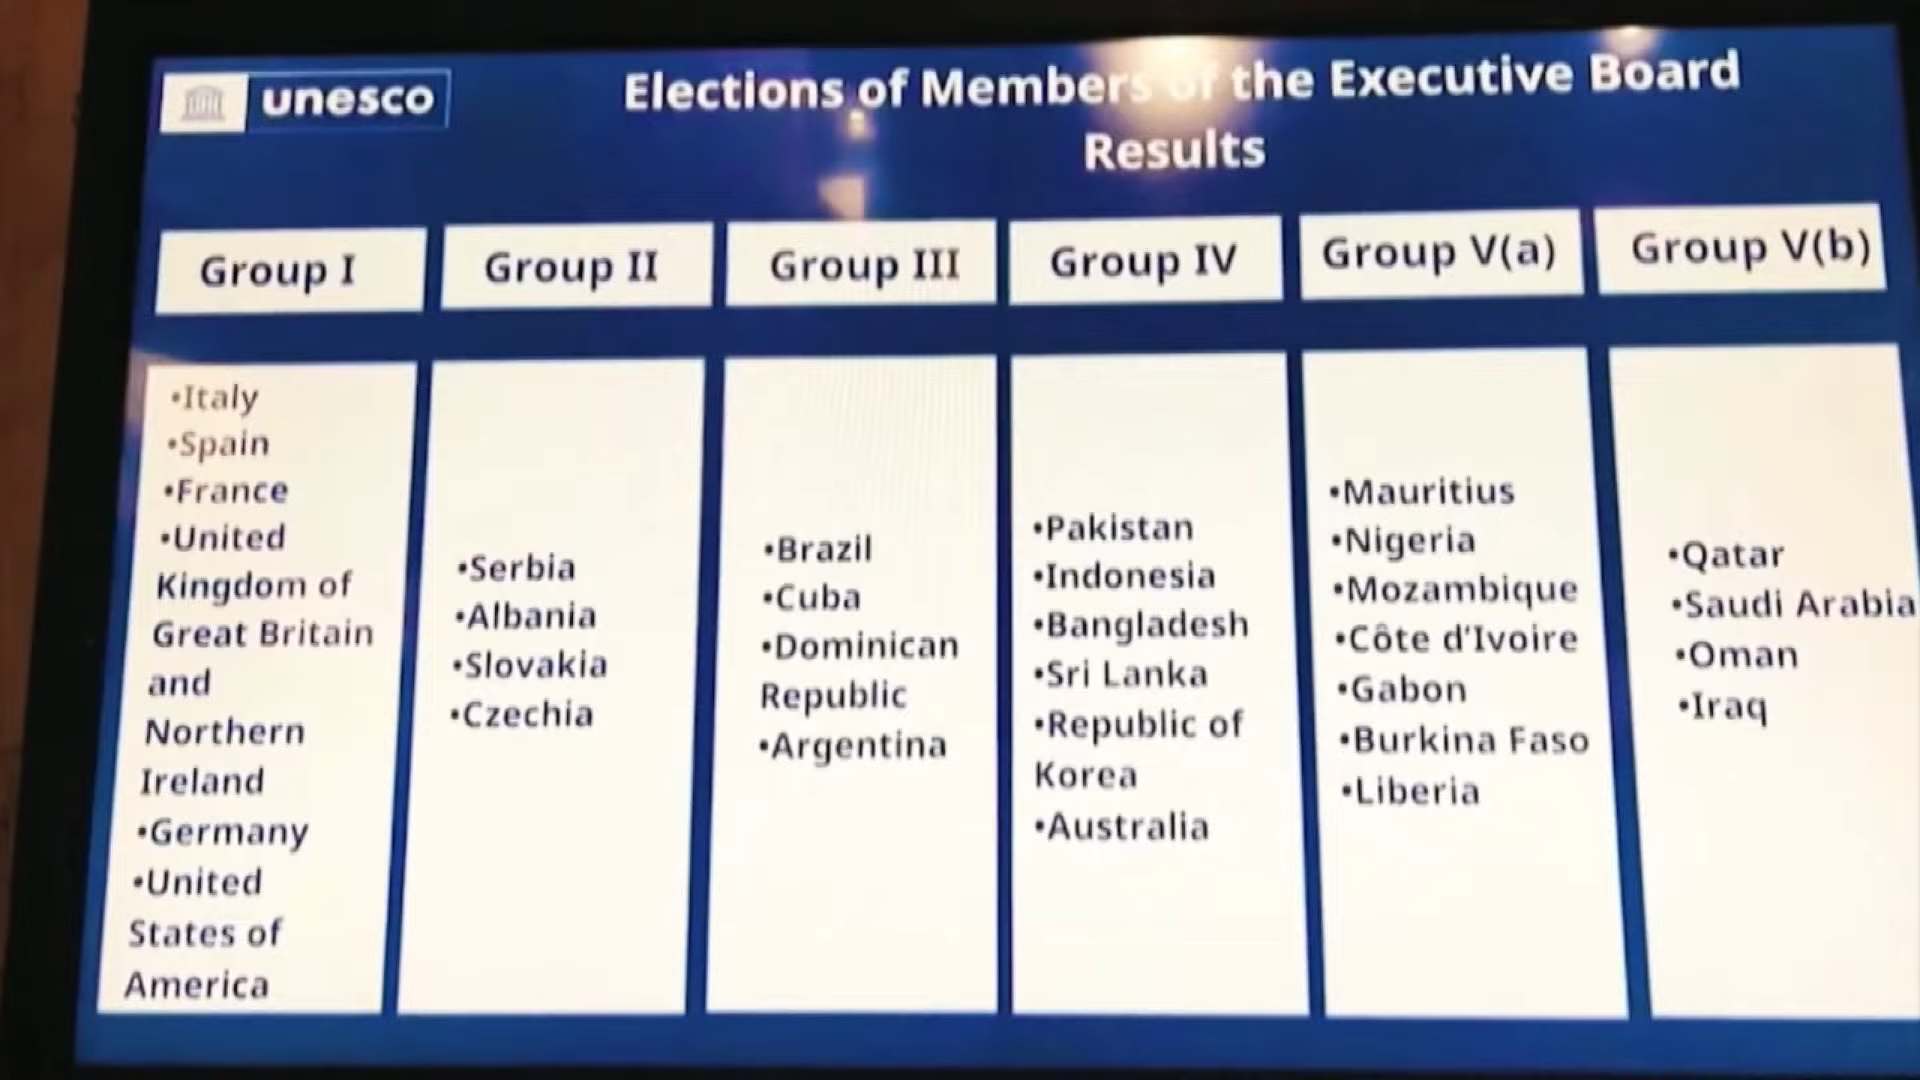 unesco
Elections of Members of the Executive Board
Results
Group I
•Italy
•Spain
•France
•United
Kingdom of
Great Britain
and
Northern
Ireland
•Germany
•United
States of
America
Group II
•Serbia
•Albania
•Slovakia
•Czechia
Group III
•Brazil
•Cuba
•Dominican
Republic
•Argentina
Group IV
•Pakistan
•Indonesia
•Bangladesh
•Sri Lanka
•Republic of
Korea
•Australia
Group V(a)
•Mauritius
•Nigeria
•Mozambique
•Côte d'Ivoire
•Gabon
•Burkina Faso
•Liberia
Group V(b)
•Qatar
•Saudi Arabia
•Oman
•Iraq